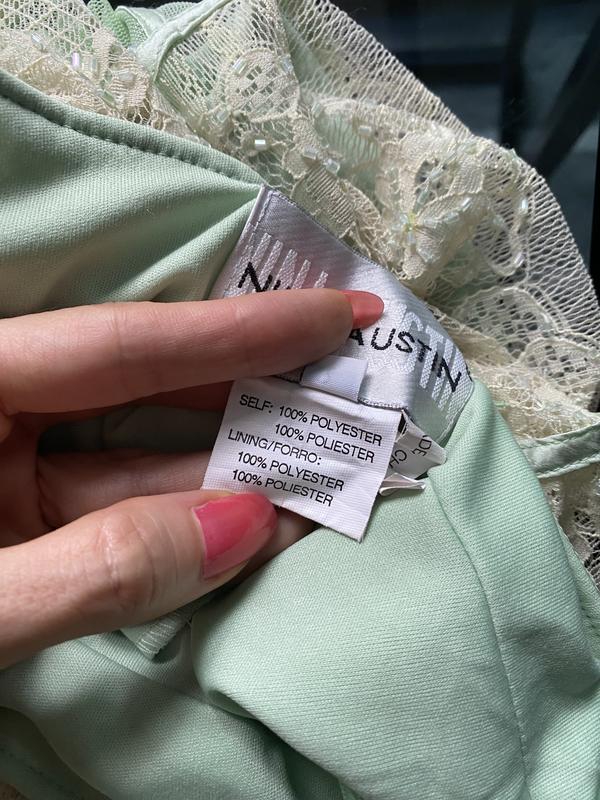 AUSTIN
SELF: 100% POLYESTER
100% POLIESTER
LINING/FORRO:
100% POLYESTER
100% POLIESTER